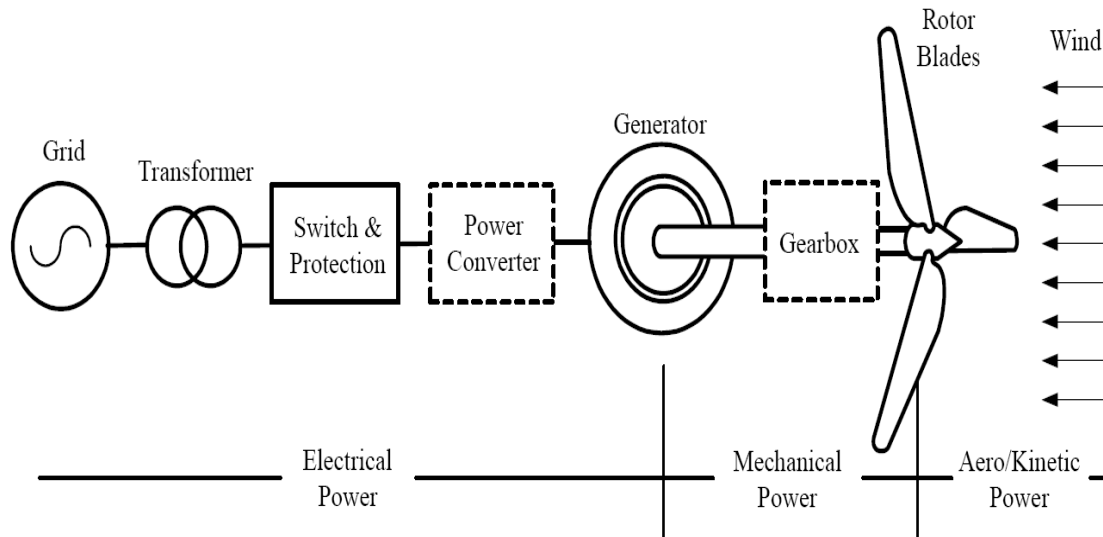 Rotor
Blades
Wind
Generator
Grid
Transformer
Switch &
Protection
Power
Converter
Gearbox
Electrical
Power
Mechanical
Power
Aero/Kinetic
Power